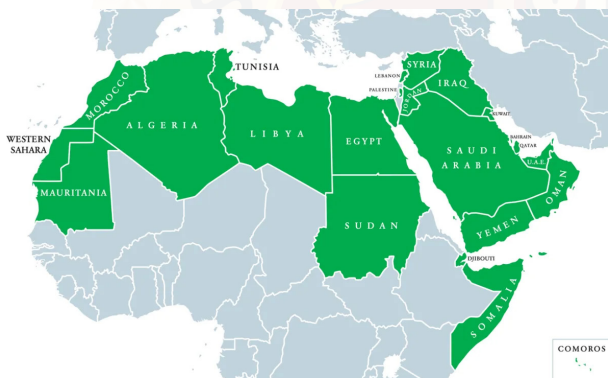 TUNISIA
MOROCCO
ALGERIA
LIBYA
EGYPT
WESTERN
SAHARA
MAURITANIA
SUDAN
LEBANON
SYRIA
PALESTINE
JORDAN
IRAQ
KUWAIT
BAHRAIN
QATAR
U.A.E.
SAUDI
ARABIA
OMAN
YEMEN
DJIBOUTI
SOMALIA
COMOROS